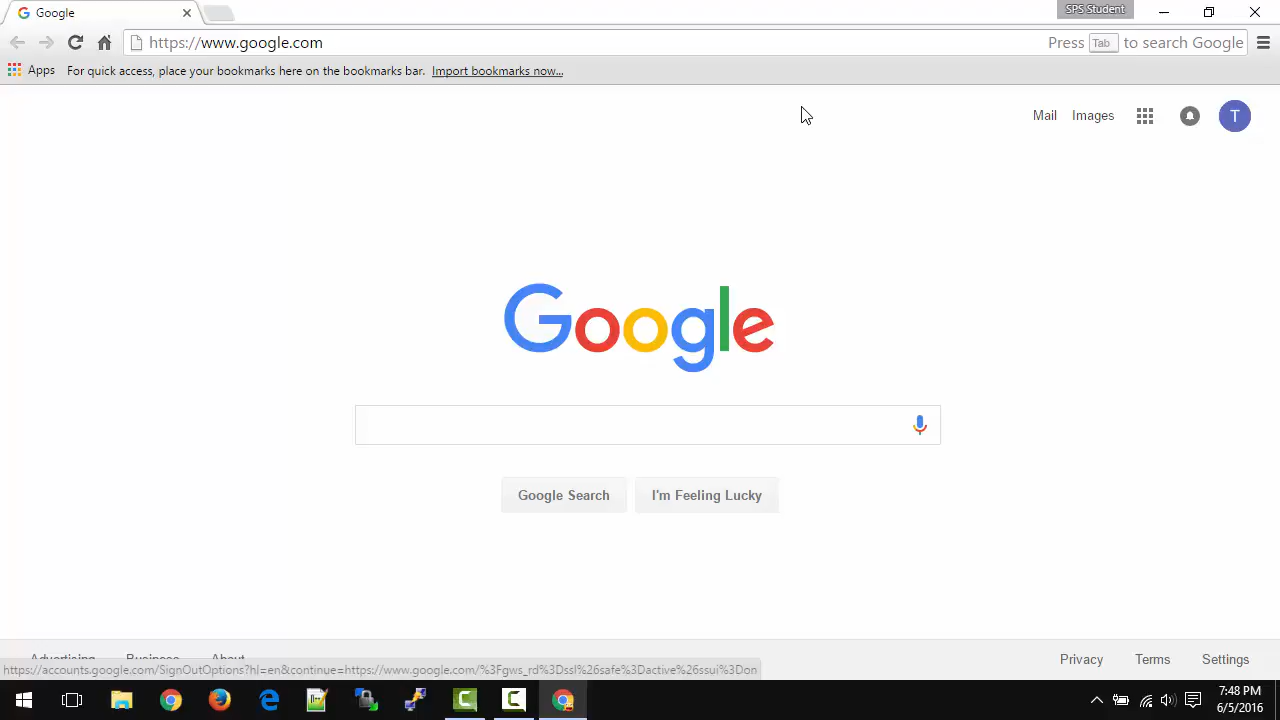 Google
SPS Student
https://www.google.com
Press Tab to search Google
Apps
For quick access, place your bookmarks here on the bookmarks bar. Import bookmarks now...
Mail
Images
T
Google
Google Search
I'm Feeling Lucky
Advertising
Business
About
Privacy
Terms
Settings
https://accounts.google.com/SignOutOptions?hl=en&continue=https://www.google.com/%3Fgws_rd%3Dssl%26safe%3Dactive%26ssui%3Don
7:48 PM
6/5/2016